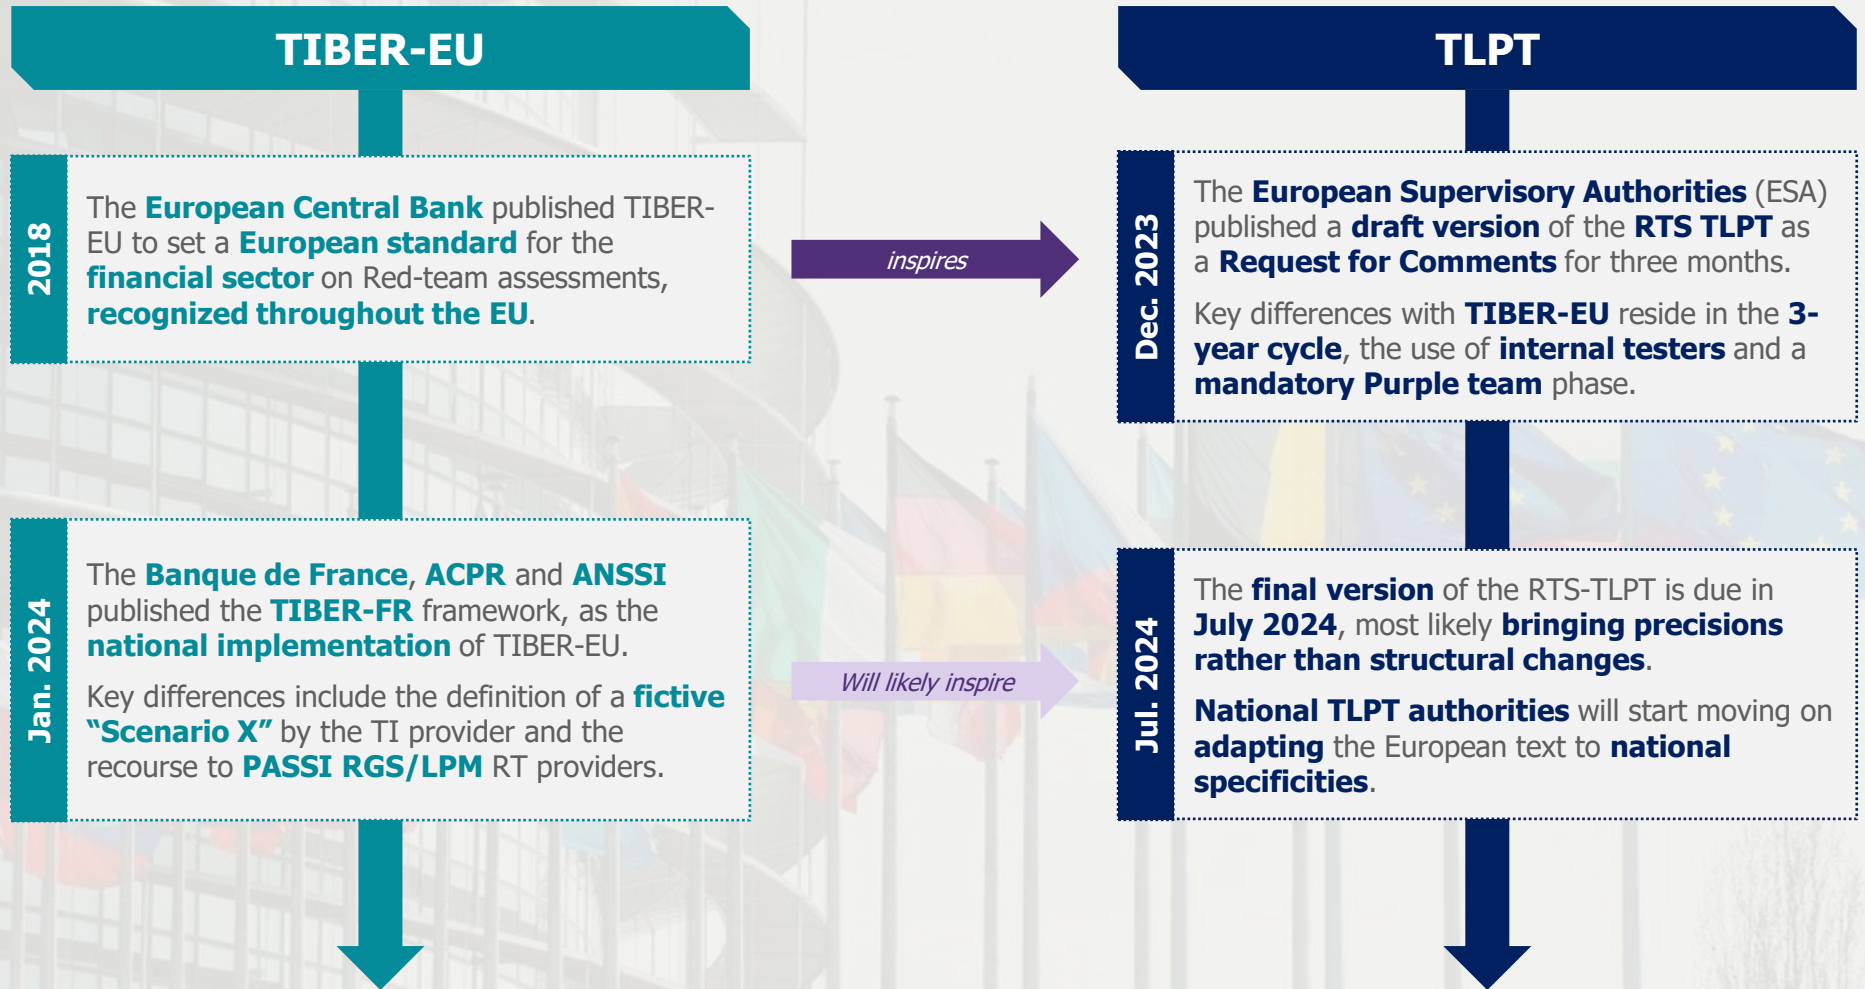 TIBER-EU
2018
The European Central Bank published TIBER-
EU to set a European standard for the
financial sector on Red-team assessments,
recognized throughout the EU.
Jan. 2024
The Banque de France, ACPR and ANSSI
published the TIBER-FR framework, as the
national implementation of TIBER-EU.
Key differences include the definition of a fictive
“Scenario X” by the TI provider and the
recourse to PASSI RGS/LPM RT providers.
inspires
Will likely inspire
TLPT
Dec. 2023
The European Supervisory Authorities (ESA)
published a draft version of the RTS TLPT as
a Request for Comments for three months.
Key differences with TIBER-EU reside in the 3-
year cycle, the use of internal testers and a
mandatory Purple team phase.
Jul. 2024
The final version of the RTS-TLPT is due in
July 2024, most likely bringing precisions
rather than structural changes.
National TLPT authorities will start moving on
adapting the European text to national
specificities.